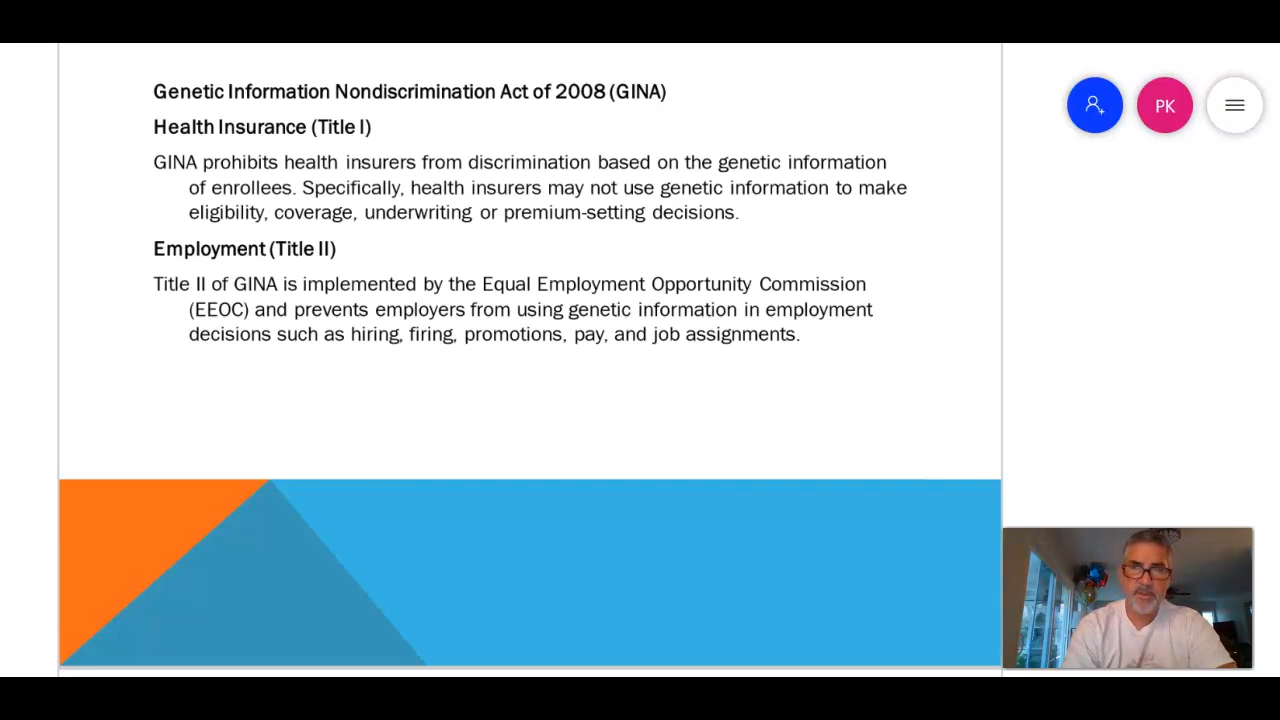 Genetic Information Nondiscrimination Act of 2008 (GINA)
Health Insurance (Title I)
GINA prohibits health insurers from discrimination based on the genetic information
of enrollees. Specifically, health insurers may not use genetic information to make
eligibility, coverage, underwriting or premium-setting decisions.
Employment (Title II)
Title II of GINA is implemented by the Equal Employment Opportunity Commission
(EEOC) and prevents employers from using genetic information in employment
decisions such as hiring, firing, promotions, pay, and job assignments.
PK